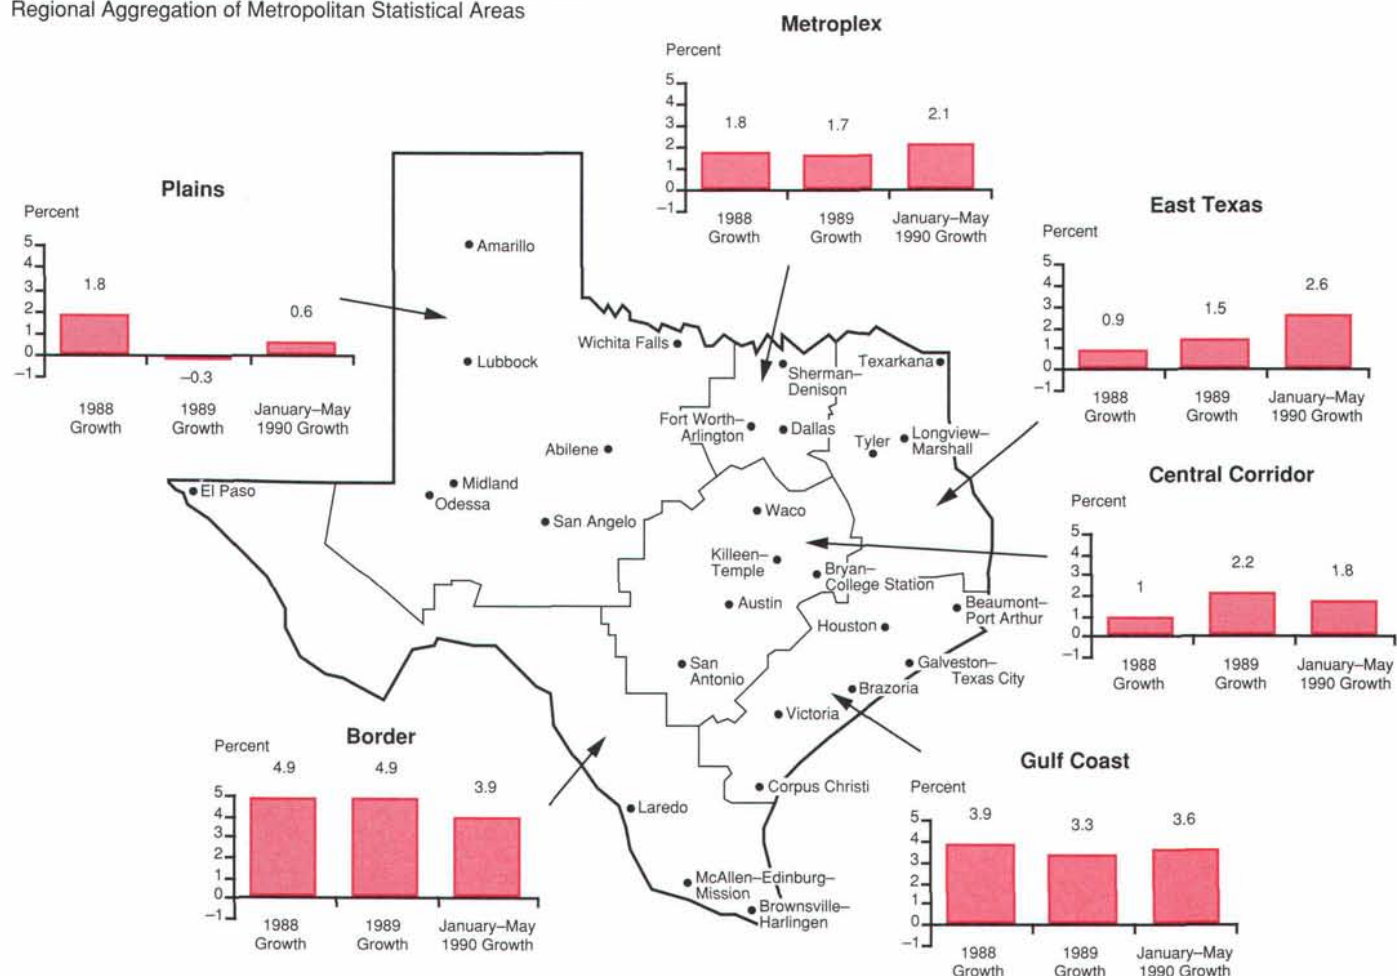 Regional Aggregation of Metropolitan Statistical Areas
Metroplex
Percent
5
4
3
2
1
0
–1
1.8
1.7
2.1
1988
Growth
1989
Growth
January–May
1990 Growth
Plains
Percent
5
4
3
2
1
0
–1
1.8
–0.3
0.6
1988
Growth
1989
Growth
January–May
1990 Growth
East Texas
Percent
5
4
3
2
1
0
–1
0.9
1.5
2.6
1988
Growth
1989
Growth
January–May
1990 Growth
Amarillo
Lubbock
Wichita Falls
Sherman–
Denison
Texarkana
Fort Worth–
Arlington
Dallas
Tyler
Longview–
Marshall
Abilene
Midland
Odessa
El Paso
San Angelo
Waco
Killeen–
Temple
Bryan–
College Station
Austin
Houston
Beaumont–
Port Arthur
San
Antonio
Galveston–
Texas City
Brazoria
Victoria
Corpus Christi
Laredo
McAllen–Edinburg–
Mission
Brownsville–
Harlingen
Central Corridor
Percent
5
4
3
2
1
0
–1
1
2.2
1.8
1988
Growth
1989
Growth
January–May
1990 Growth
Border
Percent
5
4
3
2
1
0
–1
4.9
4.9
3.9
1988
Growth
1989
Growth
January–May
1990 Growth
Gulf Coast
Percent
5
4
3
2
1
0
–1
3.9
3.3
3.6
1988
Growth
1989
Growth
January–May
1990 Growth